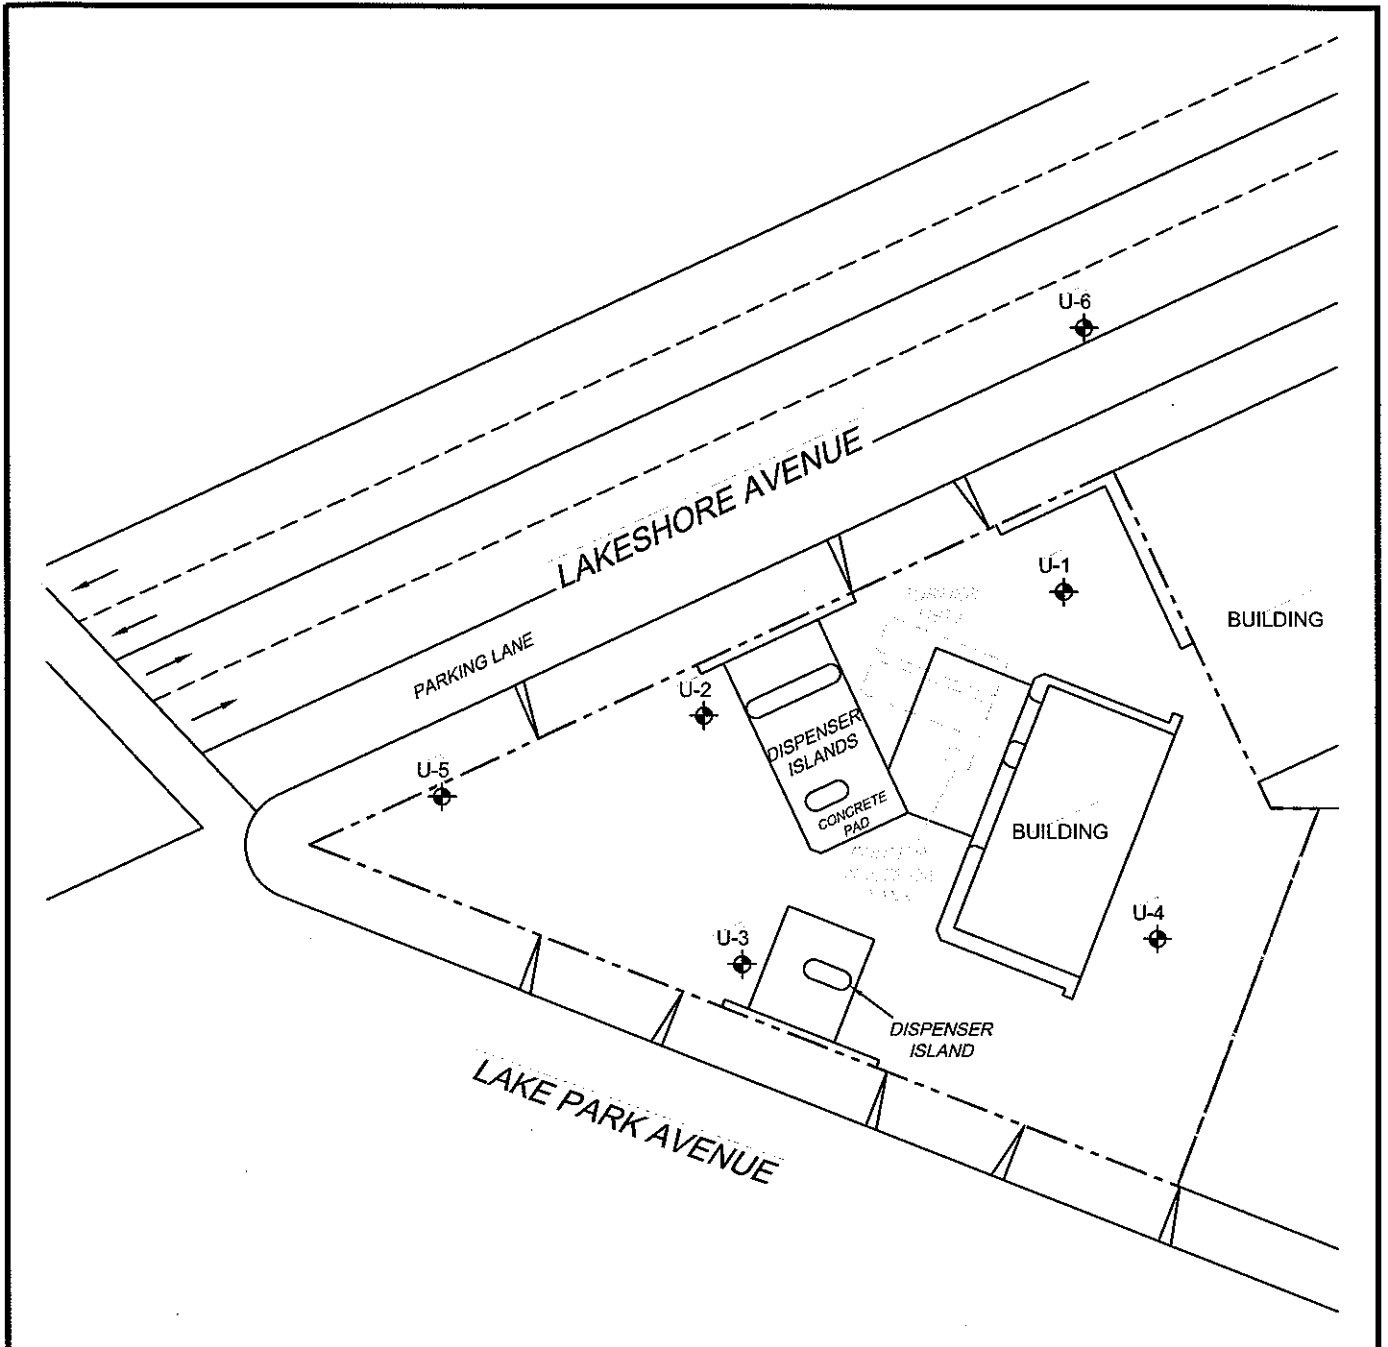 U-6
LAKESHORE AVENUE
U-1
BUILDING
PARKING LANE
U-2
DISPENSER
ISLANDS
U-5
CONCRETE
PAD
BUILDING
U-4
U-3
DISPENSER
ISLAND
LAKE PARK AVENUE